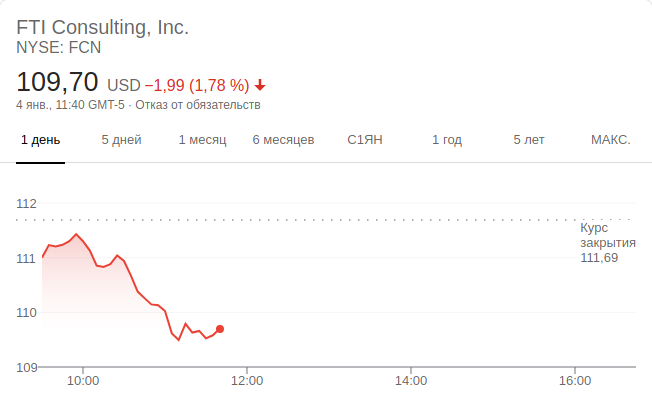 FTI Consulting, Inc.
NYSE: FCN
109,70 USD −1,99 (1,78 %)
4 янв., 11:40 GMT-5 · Отказ от обязательств
1 день 5 дней 1 месяц 6 месяцев С1ЯН 1 год 5 лет МАКС.
112
Курс
закрытия
111,69
111
110
109
10:00 12:00 14:00 16:00